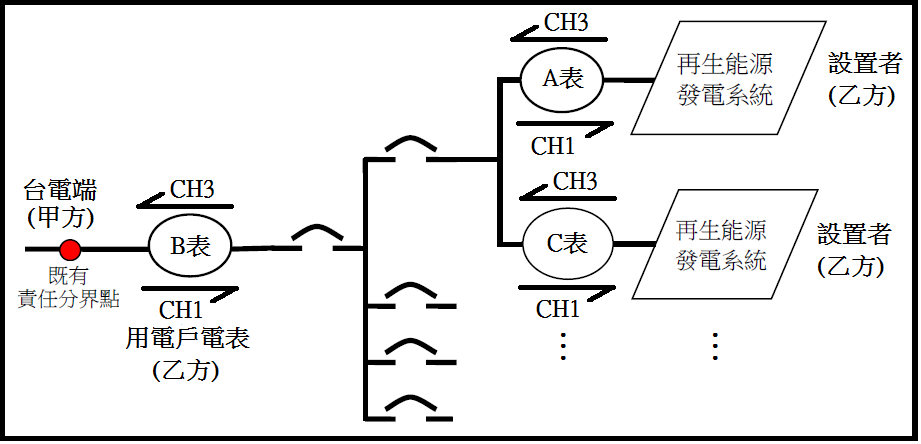 CH3
A表
CH1
再生能源
發電系統
設置者
(乙方)
台電端
(甲方)
既有
責任分界點
CH3
B表
CH1
用電戶電表
(乙方)
CH3
C表
CH1
再生能源
發電系統
設置者
(乙方)
⋮
⋮